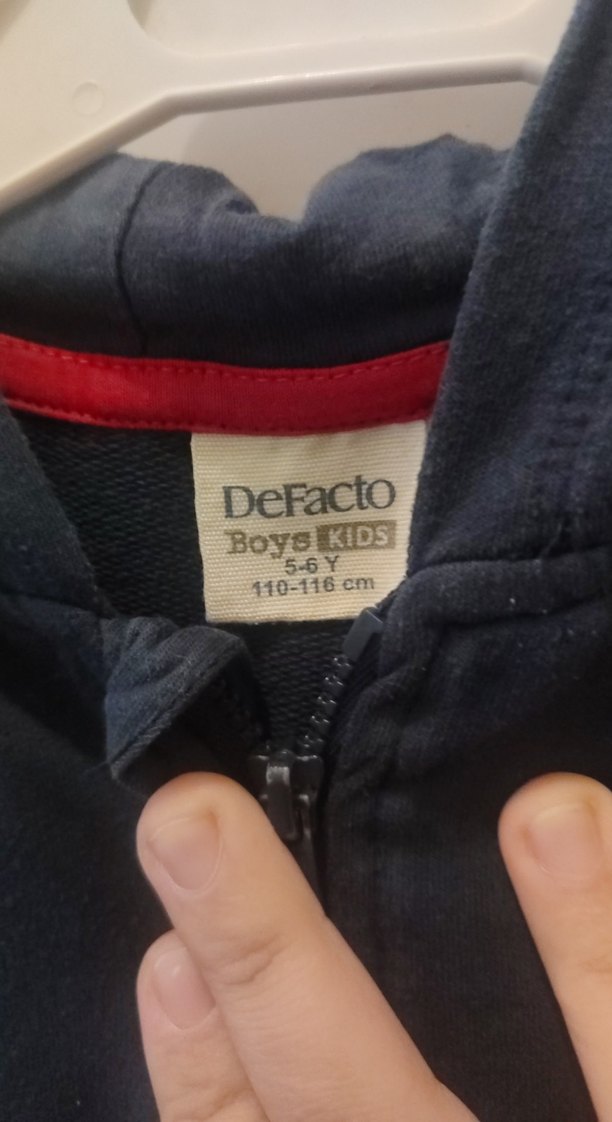 DeFacto
Boys KIDS
5-6 Y
110-116 cm